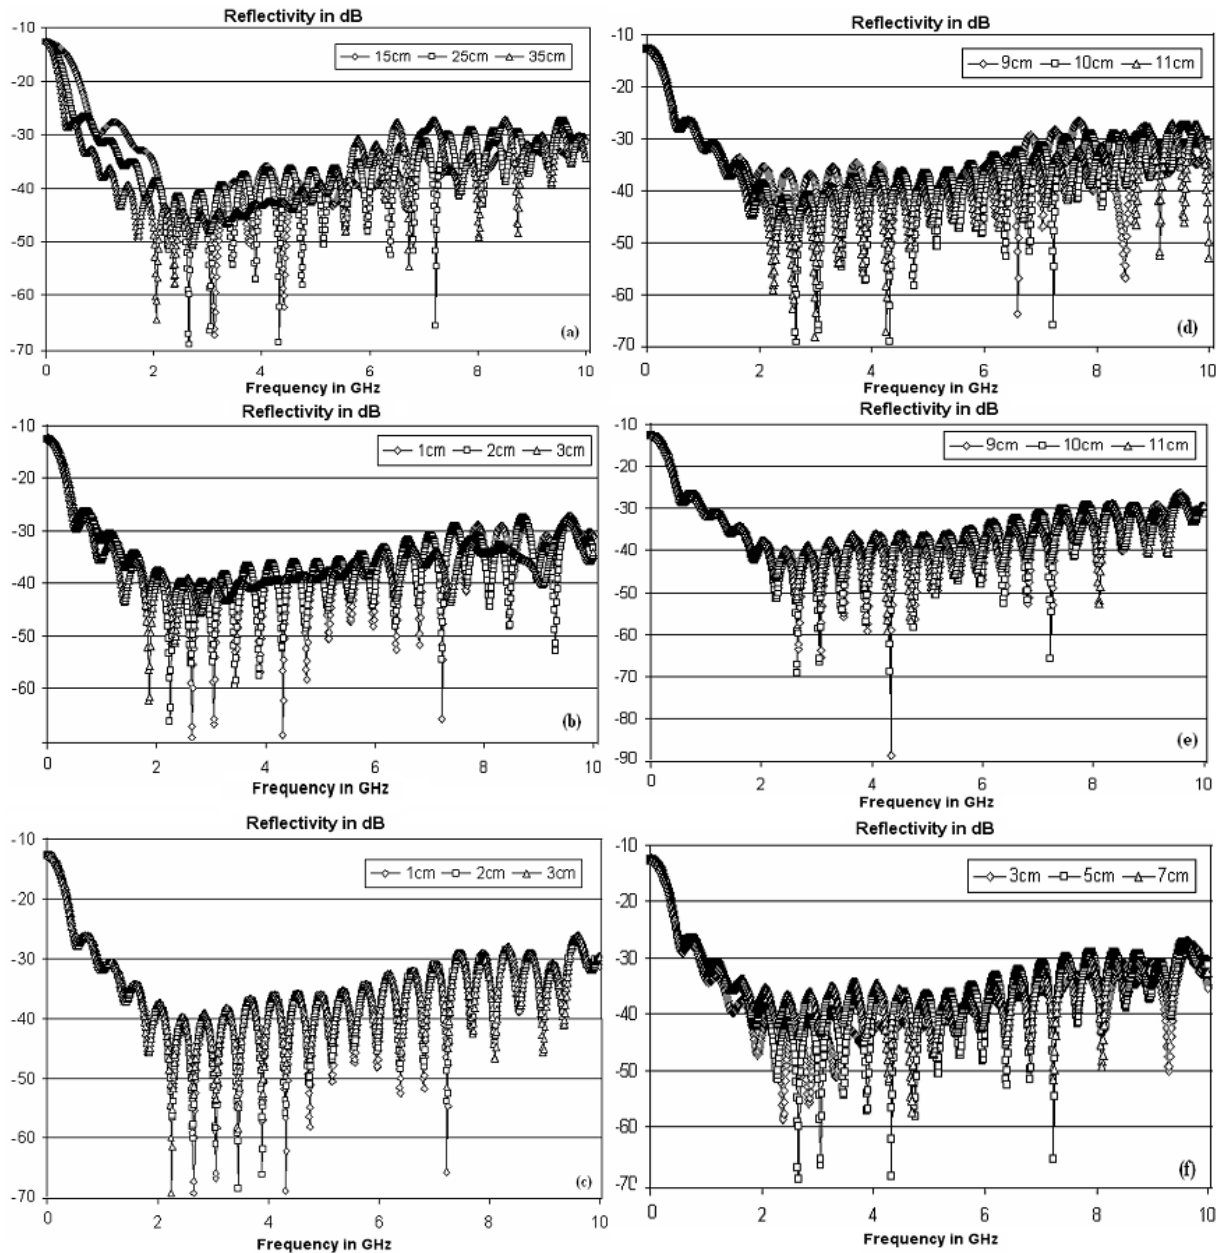 Reflectivity in dB
15cm 25cm 35cm
-10
-20
-30
-40
-50
-60
-70
(a)
0 2 4 6 8 10
Frequency in GHz
Reflectivity in dB
1cm 2cm 3cm
-10
-20
-30
-40
-50
-60
(b)
0 2 4 6 8 10
Frequency in GHz
Reflectivity in dB
1cm 2cm 3cm
-10
-20
-30
-40
-50
-60
-70
(c)
0 2 4 6 8 10
Frequency in GHz
Reflectivity in dB
9cm 10cm 11cm
-10
-20
-30
-40
-50
-60
-70
(d)
0 2 4 6 8 10
Frequency in GHz
Reflectivity in dB
9cm 10cm 11cm
-10
-20
-30
-40
-50
-60
-70
-80
-90
(e)
0 2 4 6 8 10
Frequency in GHz
Reflectivity in dB
3cm 5cm 7cm
-10
-20
-30
-40
-50
-60
-70
(f)
0 2 4 6 8 10
Frequency in GHz